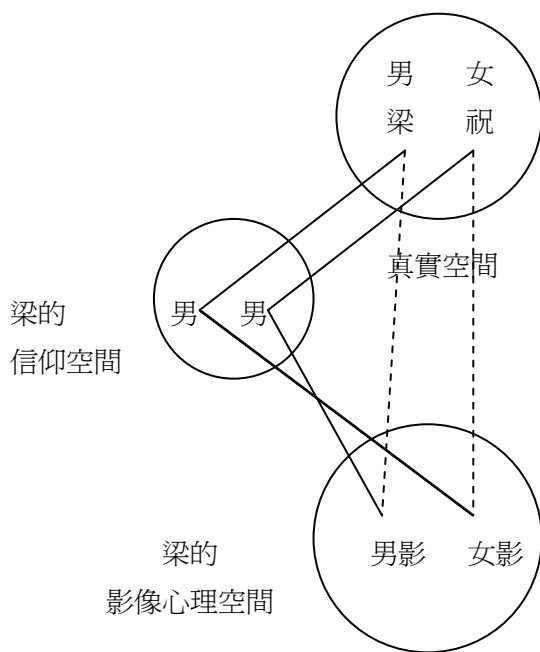 男 女
梁 祝
真實空間
男 男
梁的
信仰空間
男影 女影
梁的
影像心理空間